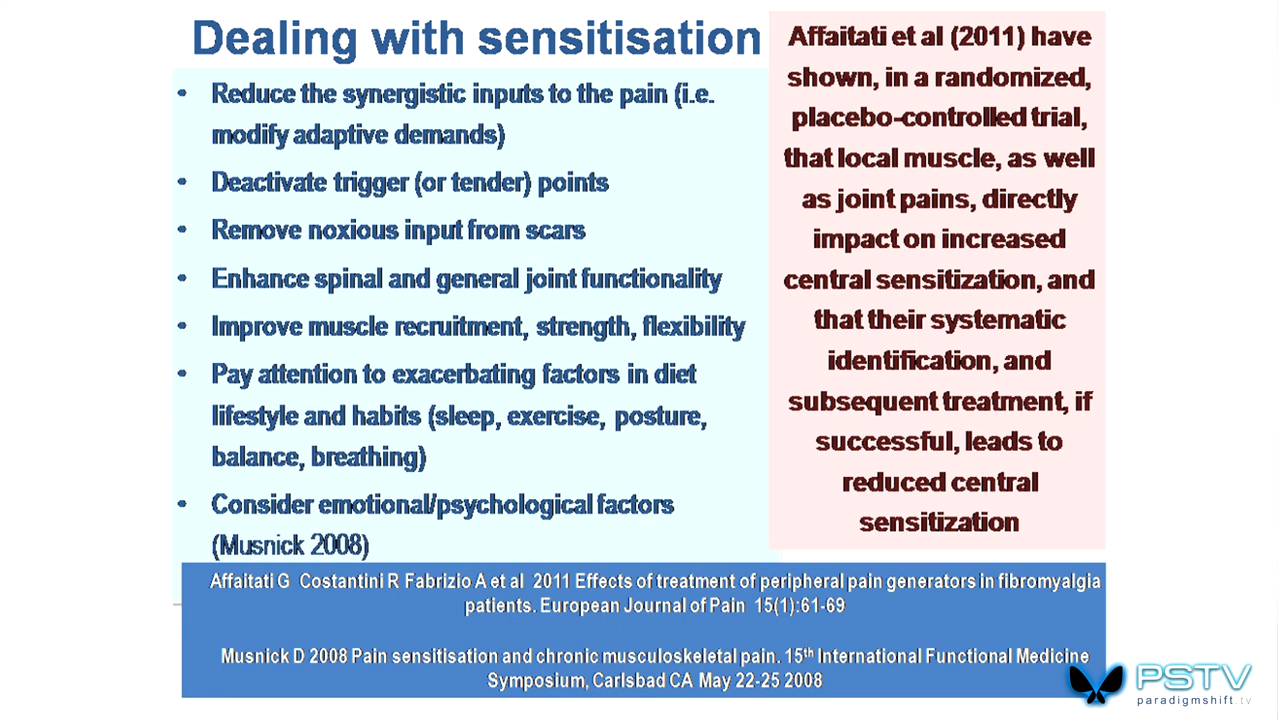 Dealing with sensitisation
• Reduce the synergistic inputs to the pain (i.e.
modify adaptive demands)
• Deactivate trigger (or tender) points
• Remove noxious input from scars
• Enhance spinal and general joint functionality
• Improve muscle recruitment, strength, flexibility
• Pay attention to exacerbating factors in diet
lifestyle and habits (sleep, exercise, posture,
balance, breathing)
• Consider emotional/psychological factors
(Musnick 2008)
Affaitati et al (2011) have
shown, in a randomized,
placebo-controlled trial,
that local muscle, as well
as joint pains, directly
impact on increased
central sensitization, and
that their systematic
identification, and
subsequent treatment, if
successful, leads to
reduced central
sensitization
Affaitati G Costantini R Fabrizio A et al 2011 Effects of treatment of peripheral pain generators in fibromyalgia
patients. European Journal of Pain 15(1):61-69
Musnick D 2008 Pain sensitisation and chronic musculoskeletal pain. 15th International Functional Medicine
Symposium, Carlsbad CA May 22-25 2008
PSTV
paradigmshift.tv